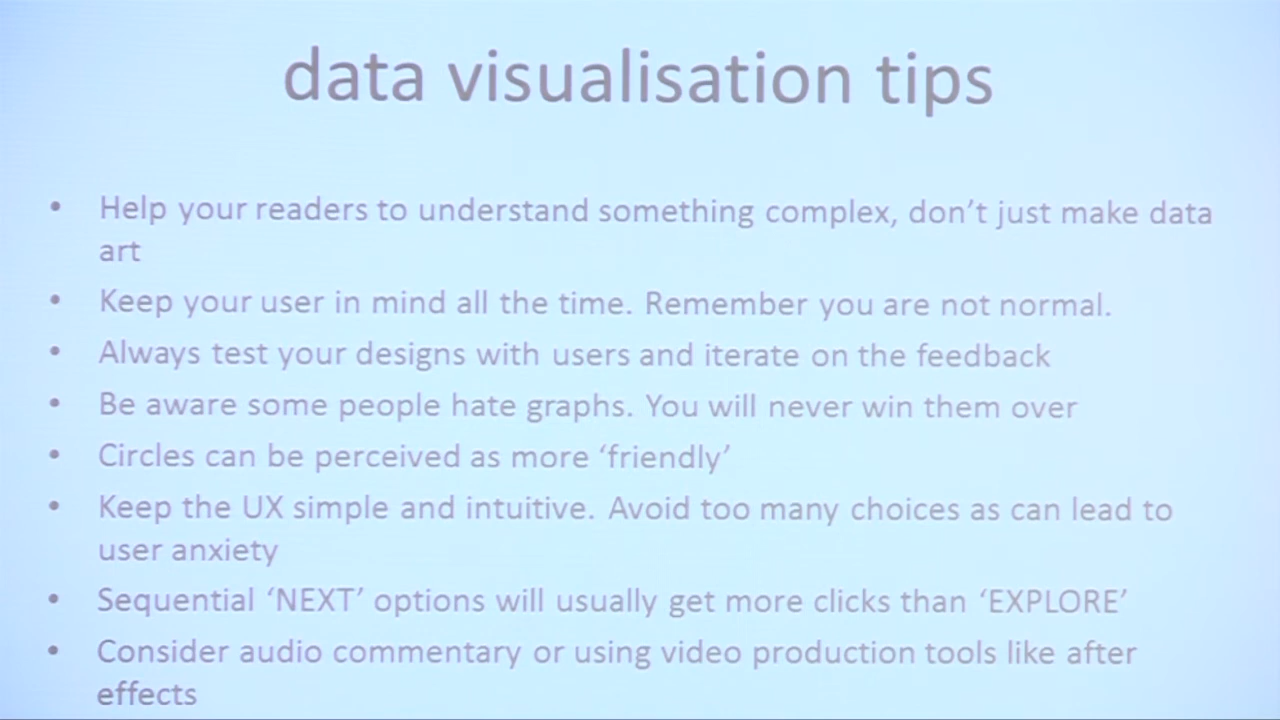 data visualisation tips
• Help your readers to understand something complex, don’t just make data
art
• Keep your user in mind all the time. Remember you are not normal.
• Always test your designs with users and iterate on the feedback
• Be aware some people hate graphs. You will never win them over
• Circles can be perceived as more ‘friendly’
• Keep the UX simple and intuitive. Avoid too many choices as can lead to
user anxiety
• Sequential ‘NEXT’ options will usually get more clicks than ‘EXPLORE’
• Consider audio commentary or using video production tools like after
effects